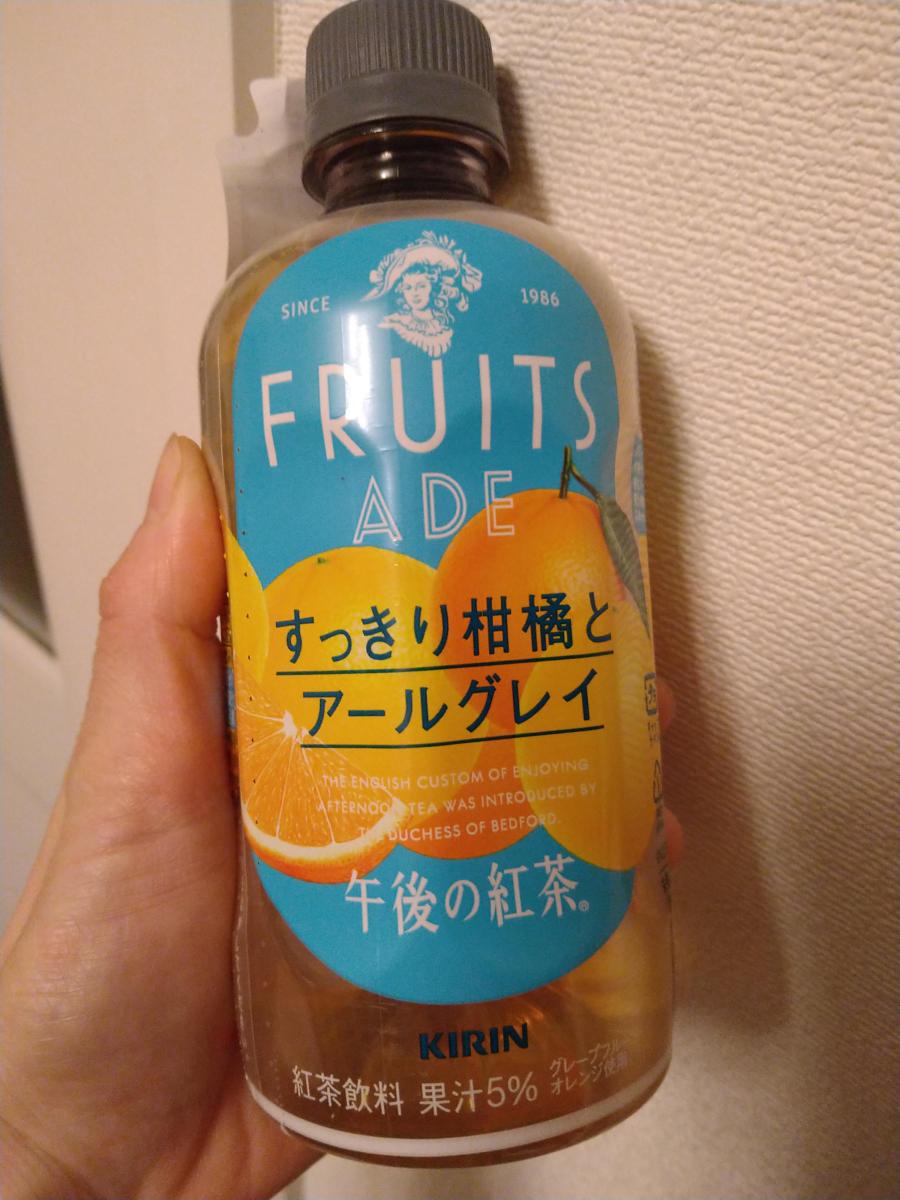 SINCE 1986
FRUITS
ADE
すっきり柑橘と
アールグレイ
THE ENGLISH CUSTOM OF ENJOYING
AFTERNOON TEA WAS INTRODUCED BY
THE DUCHESS OF BEDFORD.
午後の紅茶®
KIRIN
紅茶飲料 果汁5%
オレンジ使用